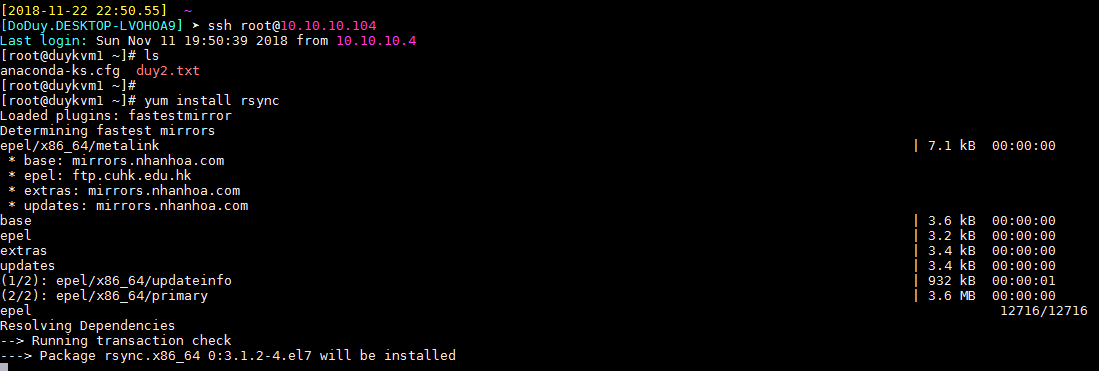 [2018-11-22 22:50.55]  ~
[DoDuy.DESKTOP-LVOHOA9] ➤ ssh root@10.10.10.104
Last login: Sun Nov 11 19:50:39 2018 from 10.10.10.4
[root@duykvm1 ~]# ls
anaconda-ks.cfg  duy2.txt
[root@duykvm1 ~]#
[root@duykvm1 ~]# yum install rsync
Loaded plugins: fastestmirror
Determining fastest mirrors
epel/x86_64/metalink | 7.1 kB  00:00:00
 * base: mirrors.nhanhoa.com
 * epel: ftp.cuhk.edu.hk
 * extras: mirrors.nhanhoa.com
 * updates: mirrors.nhanhoa.com
base | 3.6 kB  00:00:00
epel | 3.2 kB  00:00:00
extras | 3.4 kB  00:00:00
updates | 3.4 kB  00:00:00
(1/2): epel/x86_64/updateinfo | 932 kB  00:00:01
(2/2): epel/x86_64/primary | 3.6 MB  00:00:00
epel 12716/12716
Resolving Dependencies
--> Running transaction check
---> Package rsync.x86_64 0:3.1.2-4.el7 will be installed